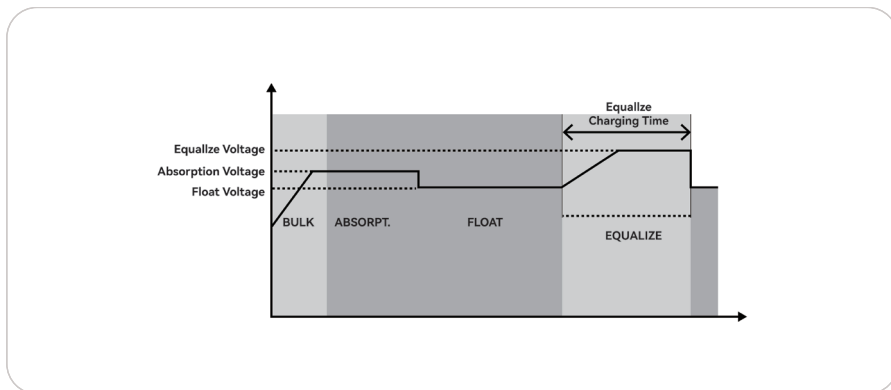 Equallze
Charging Time
Equallze Voltage
Absorption Voltage
Float Voltage
BULK
ABSORPT.
FLOAT
EQUALIZE